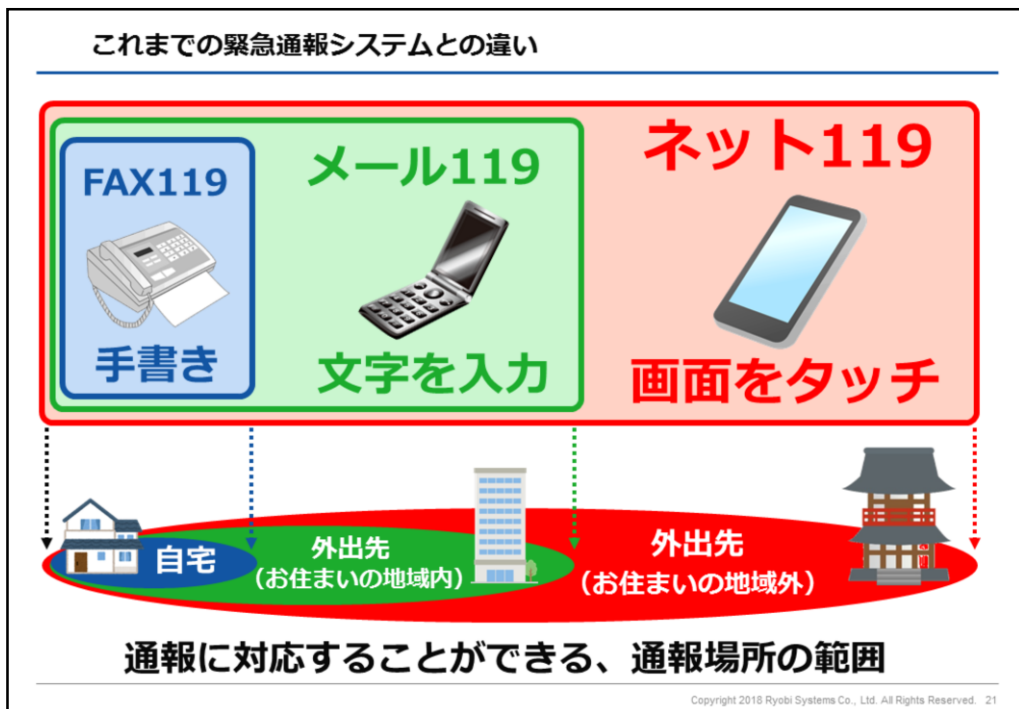 これまでの緊急通報システムとの違い
FAX119
手書き
メール119
文字を入力
ネット119
画面をタッチ
自宅
外出先
(お住まいの地域内)
外出先
(お住まいの地域外)
通報に対応することができる、通報場所の範囲
Copyright 2018 Ryobi Systems Co., Ltd. All Rights Reserved. 21